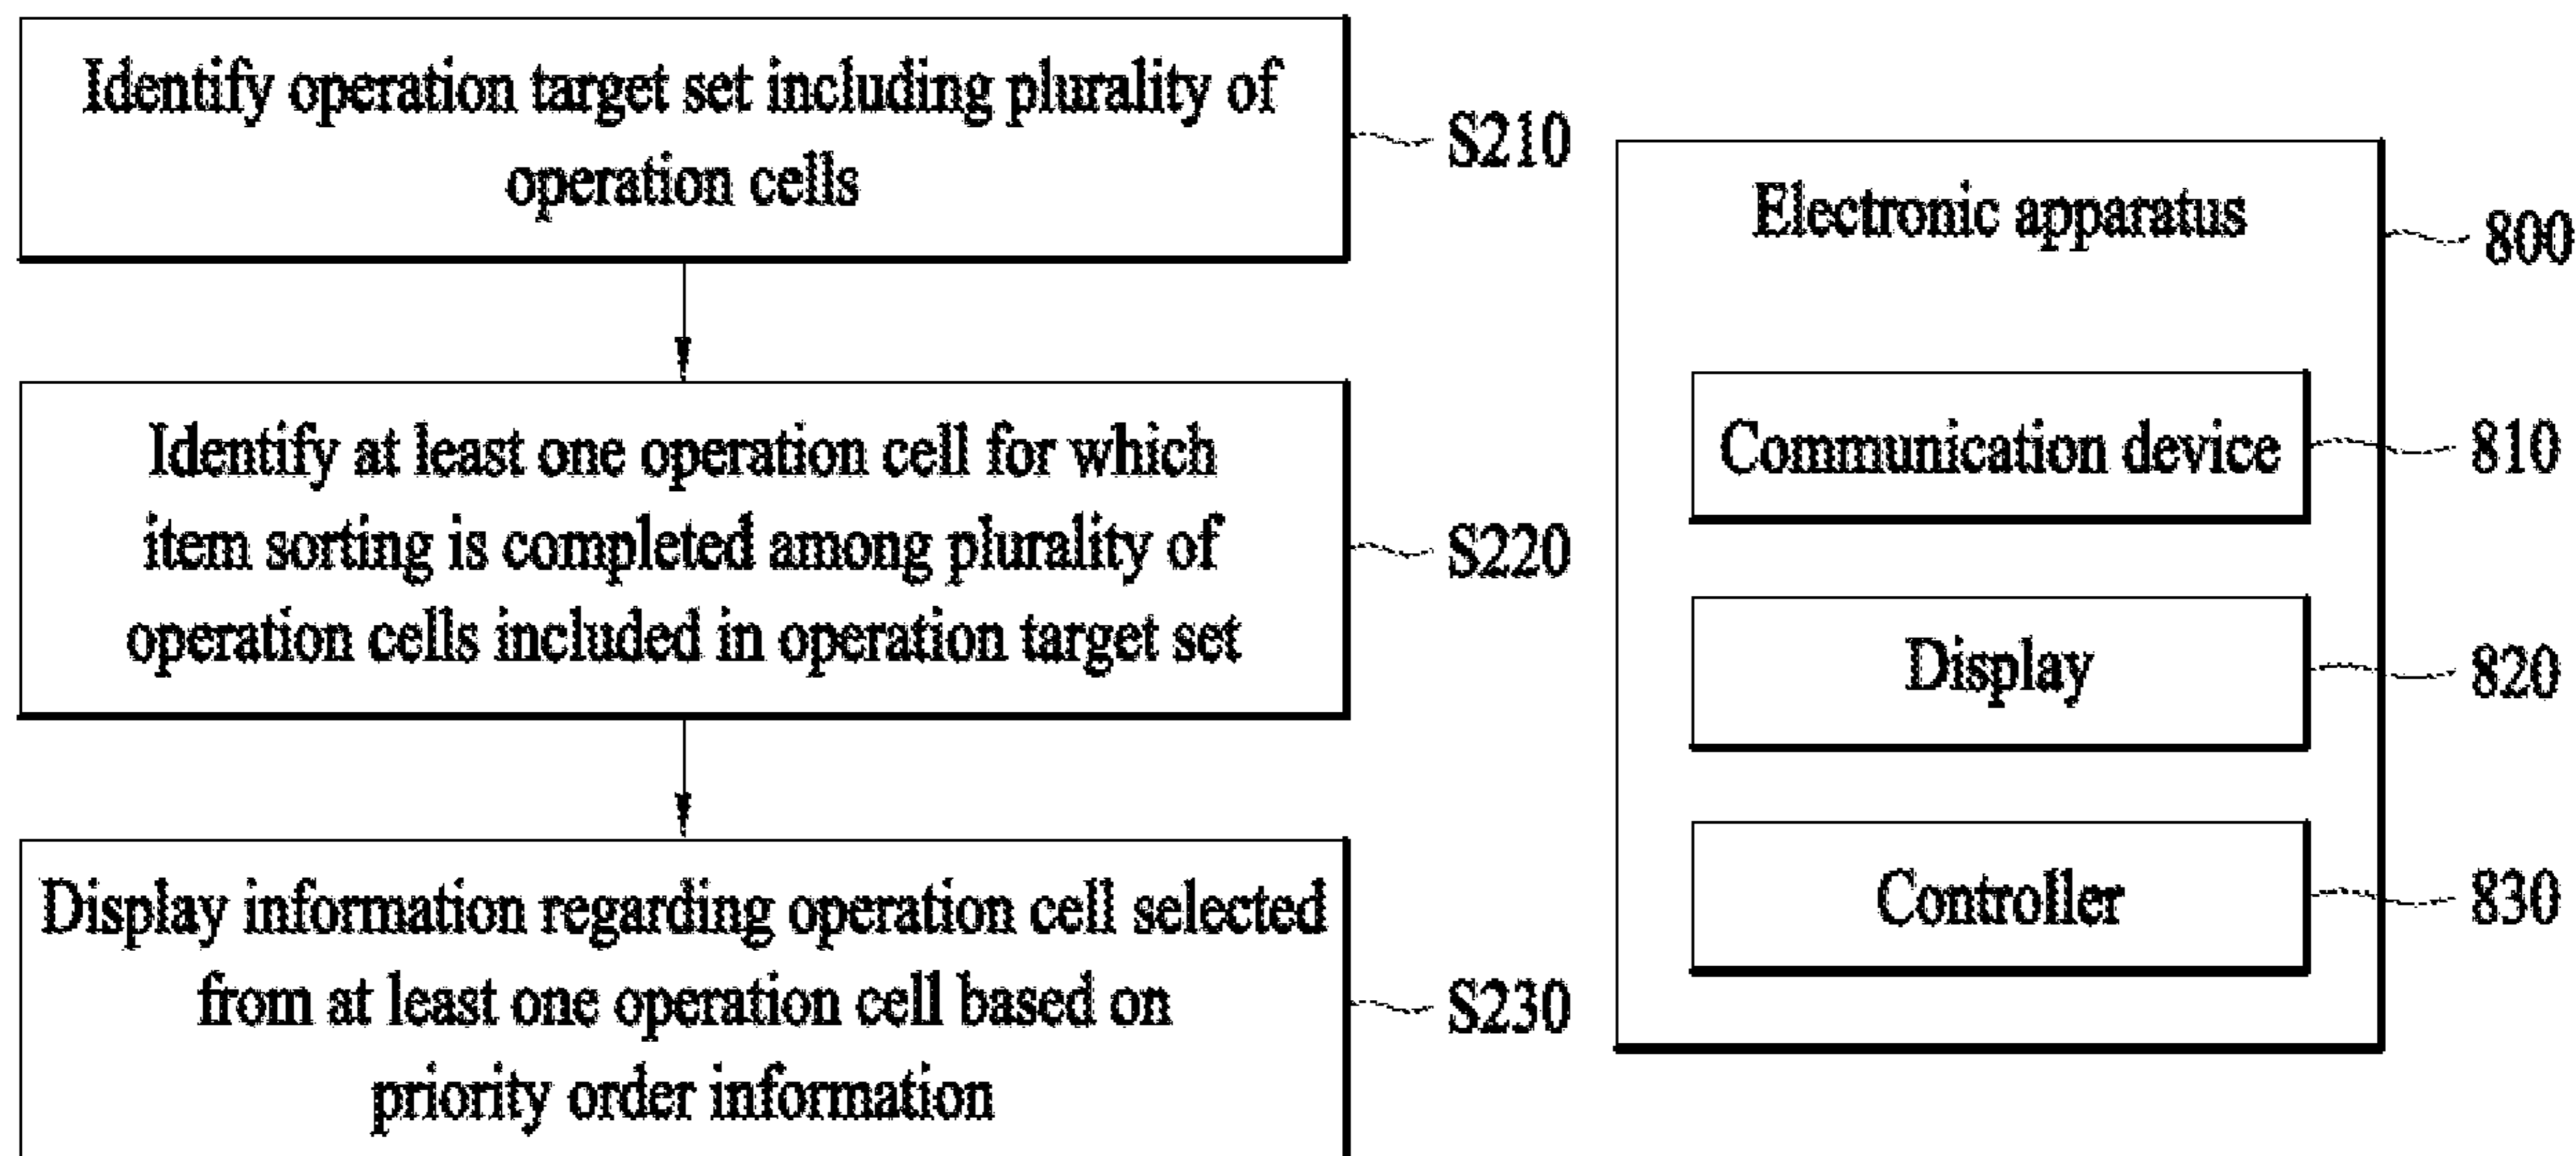 Identify operation target set including plurality of
operation cells
S210
Identify at least one operation cell for which
item sorting is completed among plurality of
operation cells included in operation target set
S220
Display information regarding operation cell selected
from at least one operation cell based on
priority order information
S230
Electronic apparatus
800
Communication device
810
Display
820
Controller
830